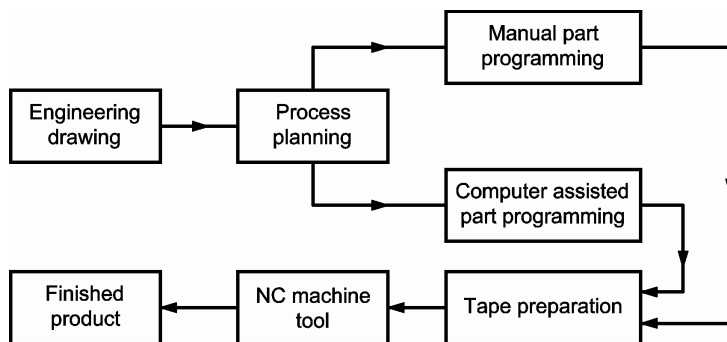 Manual part
programming
Engineering
drawing
Process
planning
Computer assisted
part programming
Finished
product
NC machine
tool
Tape preparation